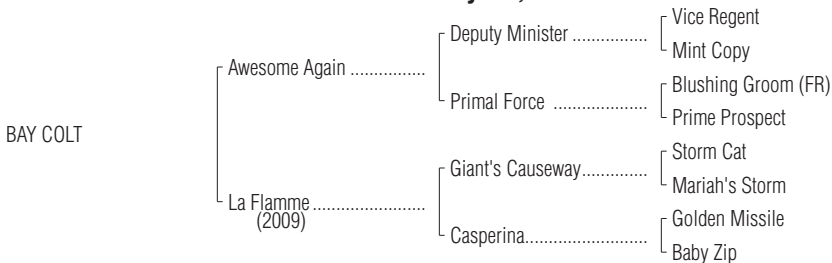 Vice Regent
Deputy Minister ................
Mint Copy
Awesome Again ................
Blushing Groom (FR)
Primal Force ....................
Prime Prospect
BAY COLT
Storm Cat
Giant's Causeway..............
Mariah's Storm
La Flamme ........................
(2009)
Golden Missile
Casperina..........................
Baby Zip